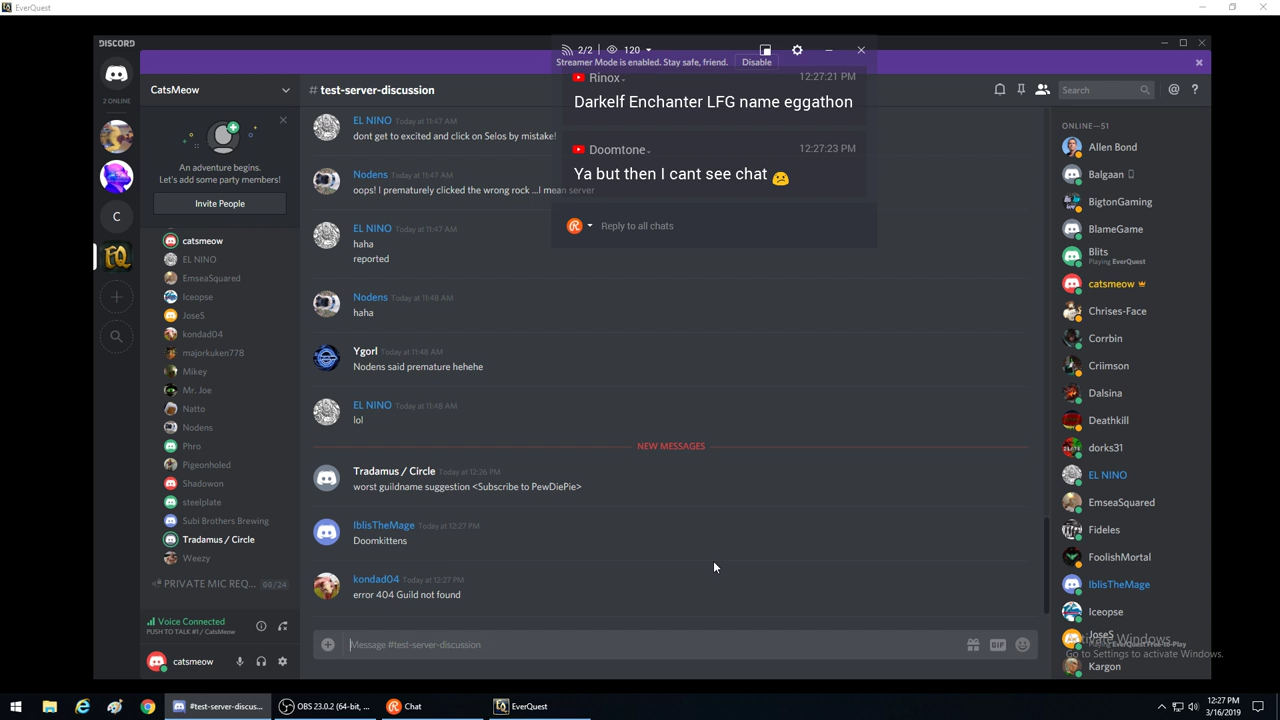 EverQuest
DISCORD
2/2 120
Streamer Mode is enabled. Stay safe, friend. Disable
CatsMeow
# test-server-discussion
Search
2 ONLINE
An adventure begins.
Let's add some party members!
Invite People
C
catsmeow
EL NINO
EmseaSquared
Iceopse
JoseS
kondad04
majorkuken778
Mikey
Mr. Joe
Natto
Nodens
Phro
Pigeonholed
Shadowon
steelplate
Subi Brothers Brewing
Tradamus / Circle
Weezy
PRIVATE MIC REQ... 00/24
Voice Connected
PUSH TO TALK #1 / CatsMeow
catsmeow
Rinox 12:27:21 PM
Darkelf Enchanter LFG name eggathon
Doomtone 12:27:23 PM
Ya but then I cant see chat
Reply to all chats
EL NINO Today at 11:47 AM
dont get to excited and click on Selos by mistake!
Nodens Today at 11:47 AM
oops! I prematurely clicked the wrong rock ...I mean server
EL NINO Today at 11:47 AM
haha
reported
Nodens Today at 11:48 AM
haha
Ygorl Today at 11:48 AM
Nodens said premature hehehe
EL NINO Today at 11:48 AM
lol
NEW MESSAGES
Tradamus / Circle Today at 12:26 PM
worst guildname suggestion <Subscribe to PewDiePie>
IblisTheMage Today at 12:27 PM
Doomkittens
kondad04 Today at 12:27 PM
error 404 Guild not found
Message #test-server-discussion
GIF
ONLINE—51
Allen Bond
Balgaan
BigtonGaming
BlameGame
Blits
Playing EverQuest
catsmeow
Chrises-Face
Corrbin
Criimson
Dalsina
Deathkill
dorks31
EL NINO
EmseaSquared
Fideles
FoolishMortal
IblisTheMage
Iceopse
JoseS
Playing EverQuest Free-to-Play
Kargon
Activate Windows
Go to Settings to activate Windows.
#test-server-discus...
OBS 23.0.2 (64-bit, ...
Chat
EverQuest
12:27 PM
3/16/2019